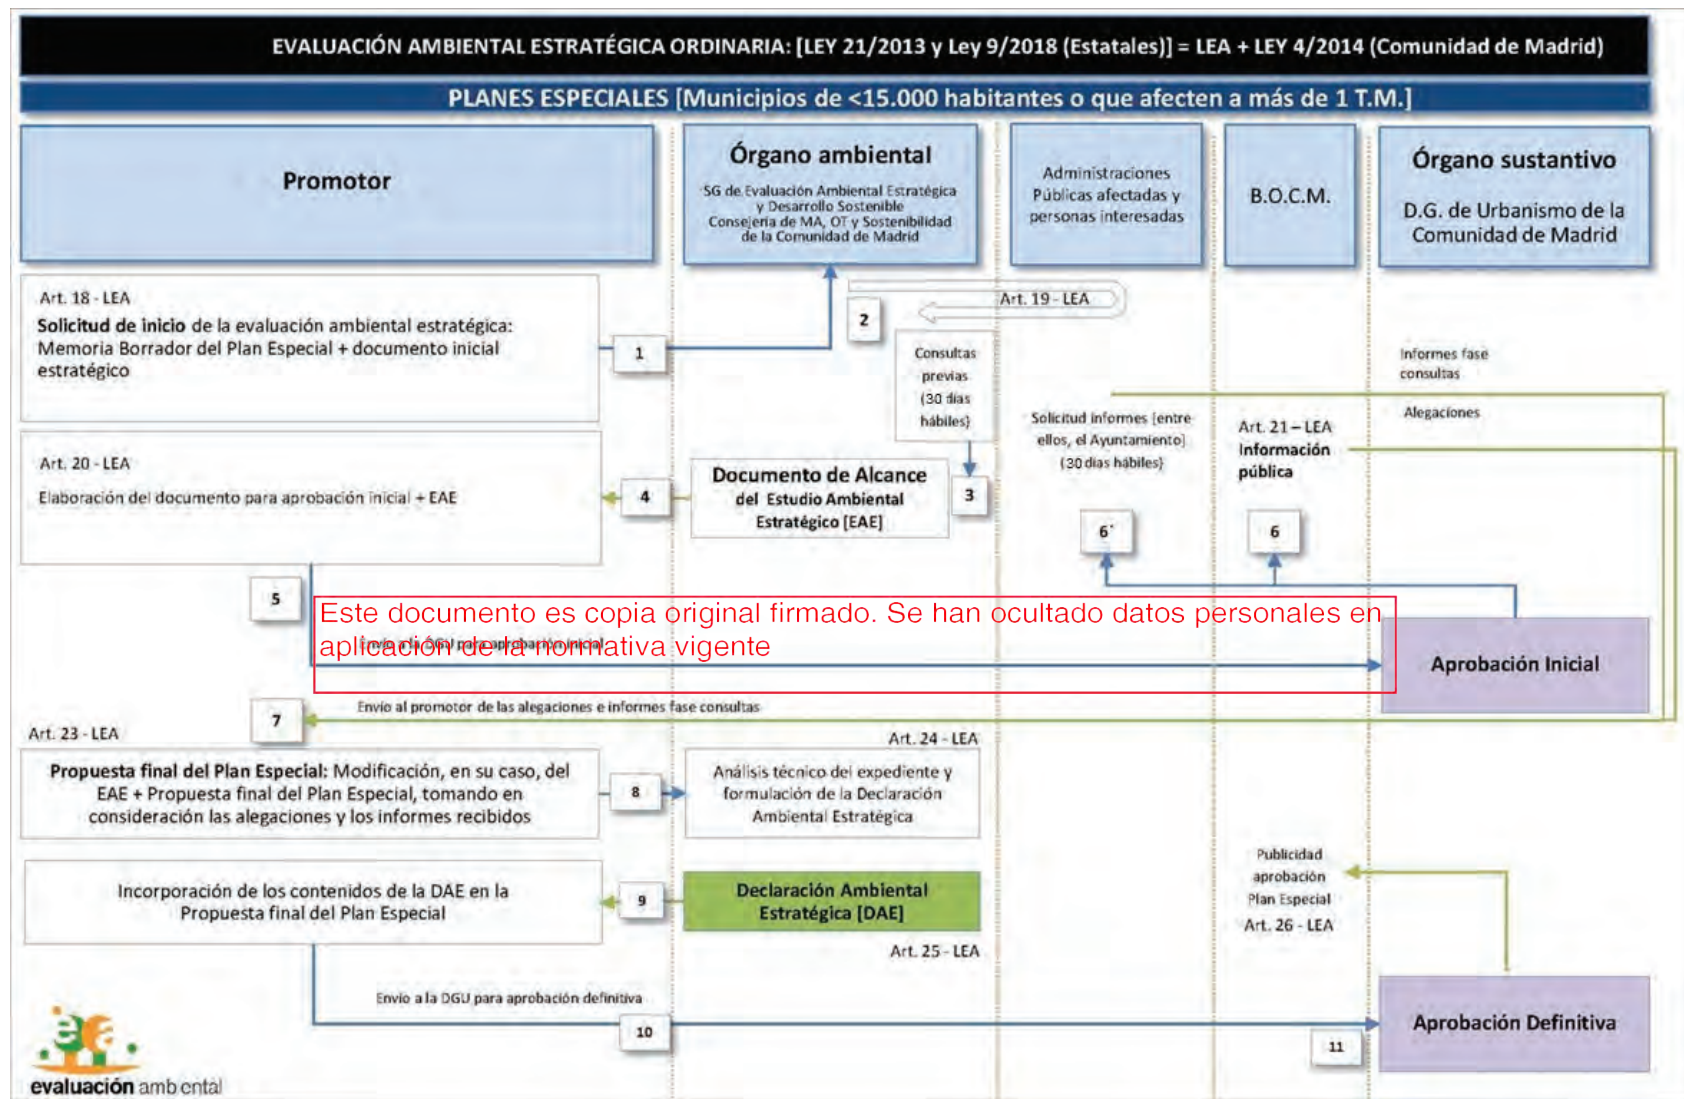 EVALUACIÓN AMBIENTAL ESTRATÉGICA ORDINARIA: [LEY 21/2013 y Ley 9/2018 (Estatales)] = LEA + LEY 4/2014 (Comunidad de Madrid)
PLANES ESPECIALES [Municipios de <15.000 habitantes o que afecten a más de 1 T.M.]
Promotor
Órgano ambiental
SG de Evaluación Ambiental Estratégica
y Desarrollo Sostenible
Consejería de MA, OT y Sostenibilidad
de la Comunidad de Madrid
Administraciones
Públicas afectadas y
personas interesadas
B.O.C.M.
Órgano sustantivo
D.G. de Urbanismo de la
Comunidad de Madrid
Art. 18 - LEA
Solicitud de inicio de la evaluación ambiental estratégica:
Memoria Borrador del Plan Especial + documento inicial
estratégico
1
2
Art. 19 - LEA
Consultas
previas
(30 días
hábiles)
Informes fase
consultas
Alegaciones
Solicitud informes [entre
ellos, el Ayuntamiento]
(30 días hábiles)
Art. 21 – LEA
Información
pública
Art. 20 - LEA
Elaboración del documento para aprobación inicial + EAE
4
Documento de Alcance
del Estudio Ambiental
Estratégico [EAE]
3
6'
6
5
Este documento es copia original firmado. Se han ocultado datos personales en
aplicación de la normativa vigente
Envío a la DGU para aprobación inicial
Aprobación Inicial
7
Envío al promotor de las alegaciones e informes fase consultas
Art. 23 - LEA
Propuesta final del Plan Especial: Modificación, en su caso, del
EAE + Propuesta final del Plan Especial, tomando en
consideración las alegaciones y los informes recibidos
8
Art. 24 - LEA
Análisis técnico del expediente y
formulación de la Declaración
Ambiental Estratégica
Incorporación de los contenidos de la DAE en la
Propuesta final del Plan Especial
9
Declaración Ambiental
Estratégica [DAE]
Art. 25 - LEA
Publicidad
aprobación
Plan Especial
Art. 26 - LEA
Envío a la DGU para aprobación definitiva
10
11
Aprobación Definitiva
ea
evaluación ambiental